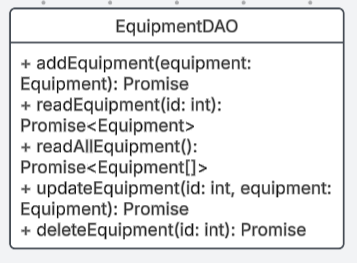 EquipmentDAO
+ addEquipment(equipment:
Equipment): Promise
+ readEquipment(id: int):
Promise<Equipment>
+ readAllEquipment():
Promise<Equipment[]>
+ updateEquipment(id: int, equipment:
Equipment): Promise
+ deleteEquipment(id: int): Promise